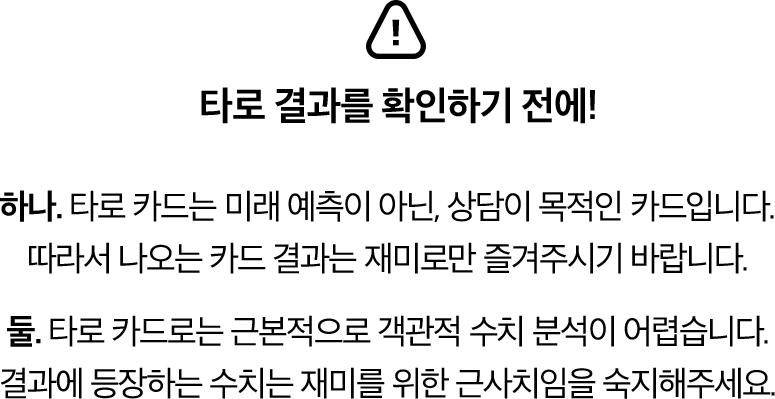 타로 결과를 확인하기 전에!
하나. 타로 카드는 미래 예측이 아닌, 상담이 목적인 카드입니다.
따라서 나오는 카드 결과는 재미로만 즐겨주시기 바랍니다.
둘. 타로 카드로는 근본적으로 객관적 수치 분석이 어렵습니다.
결과에 등장하는 수치는 재미를 위한 근사치임을 숙지해주세요.